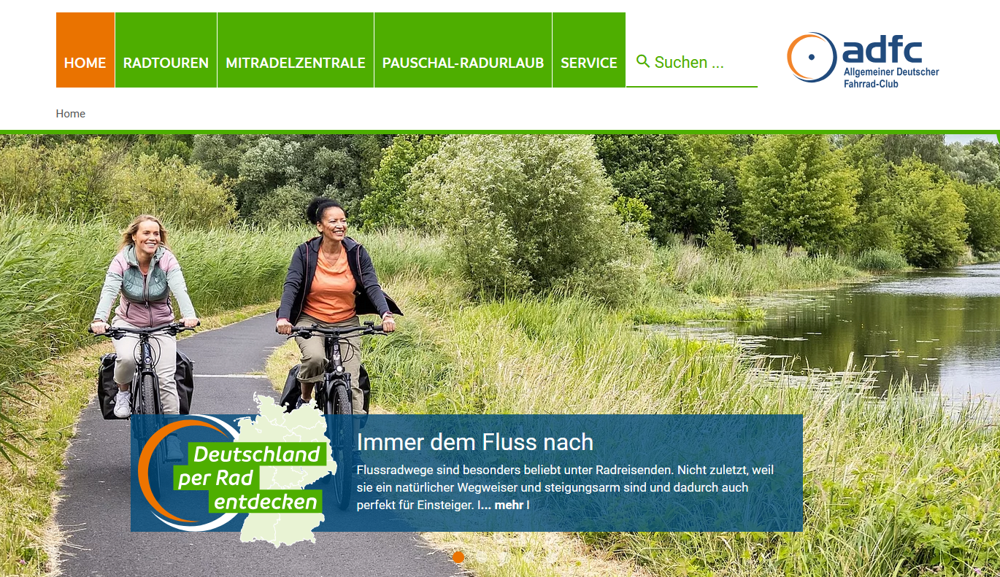 HOME
RADTOUREN
MITRADELZENTRALE
PAUSCHAL-RADURLAUB
SERVICE
Suchen ...
adfc
Allgemeiner Deutscher
Fahrrad-Club
Home
Deutschland
per Rad
entdecken
Immer dem Fluss nach
Flussradwege sind besonders beliebt unter Radreisenden. Nicht zuletzt, weil
sie ein natürlicher Wegweiser und steigungsarm sind und dadurch auch
perfekt für Einsteiger. I... mehr I